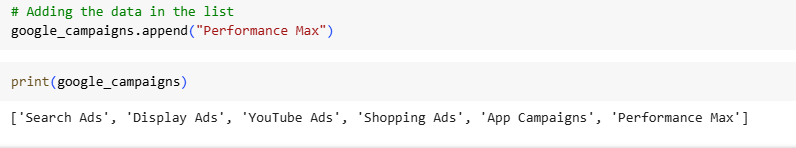 # Adding the data in the list
google_campaigns.append("Performance Max")
print(google_campaigns)
['Search Ads', 'Display Ads', 'YouTube Ads', 'Shopping Ads', 'App Campaigns', 'Performance Max']